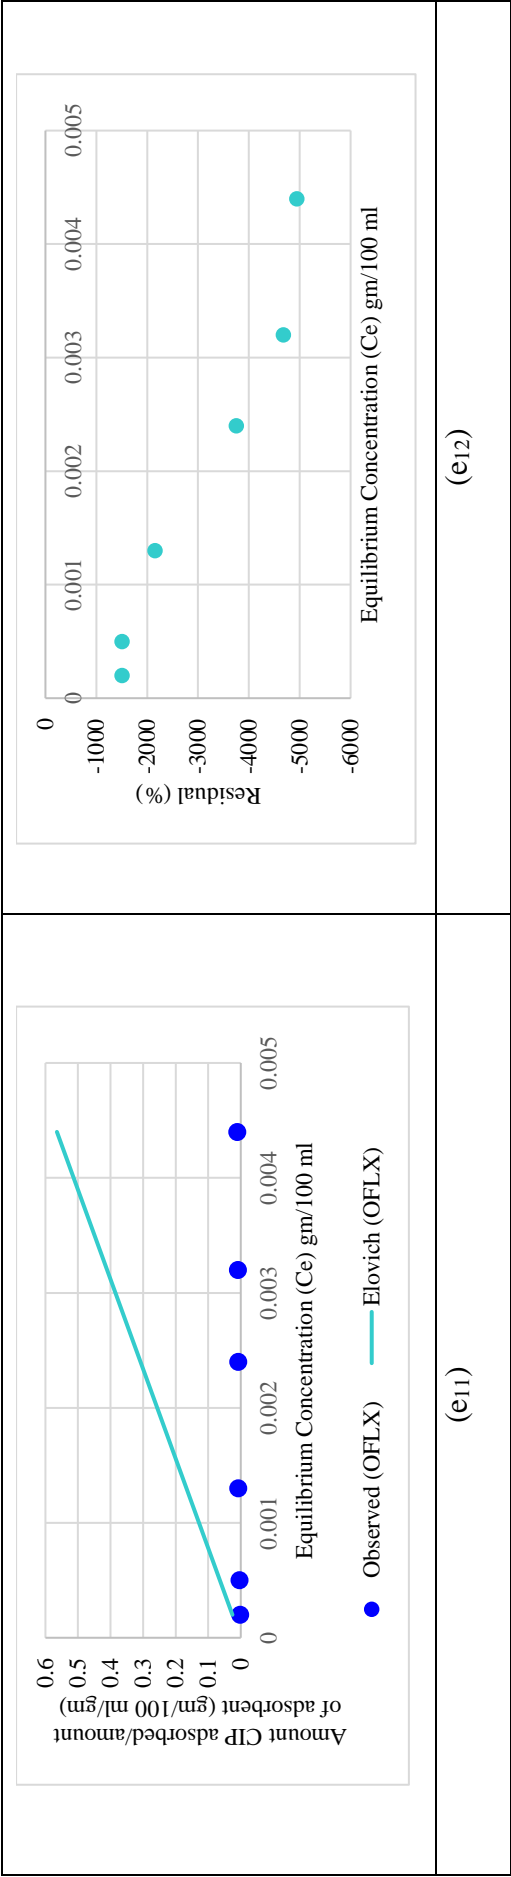 0.6
0.5
0.4
0.3
0.2
0.1
0
0
0.001
0.002
0.003
0.004
0.005
Amount CIP adsorbed/amount
of adsorbent (gm/100 ml/gm)
Equilibrium Concentration (Ce) gm/100 ml
Observed (OFLX)
Elovich (OFLX)
(e11)
0
0.001
0.002
0.003
0.004
0.005
0
-1000
-2000
-3000
-4000
-5000
-6000
Residual (%)
Equilibrium Concentration (Ce) gm/100 ml
(e12)